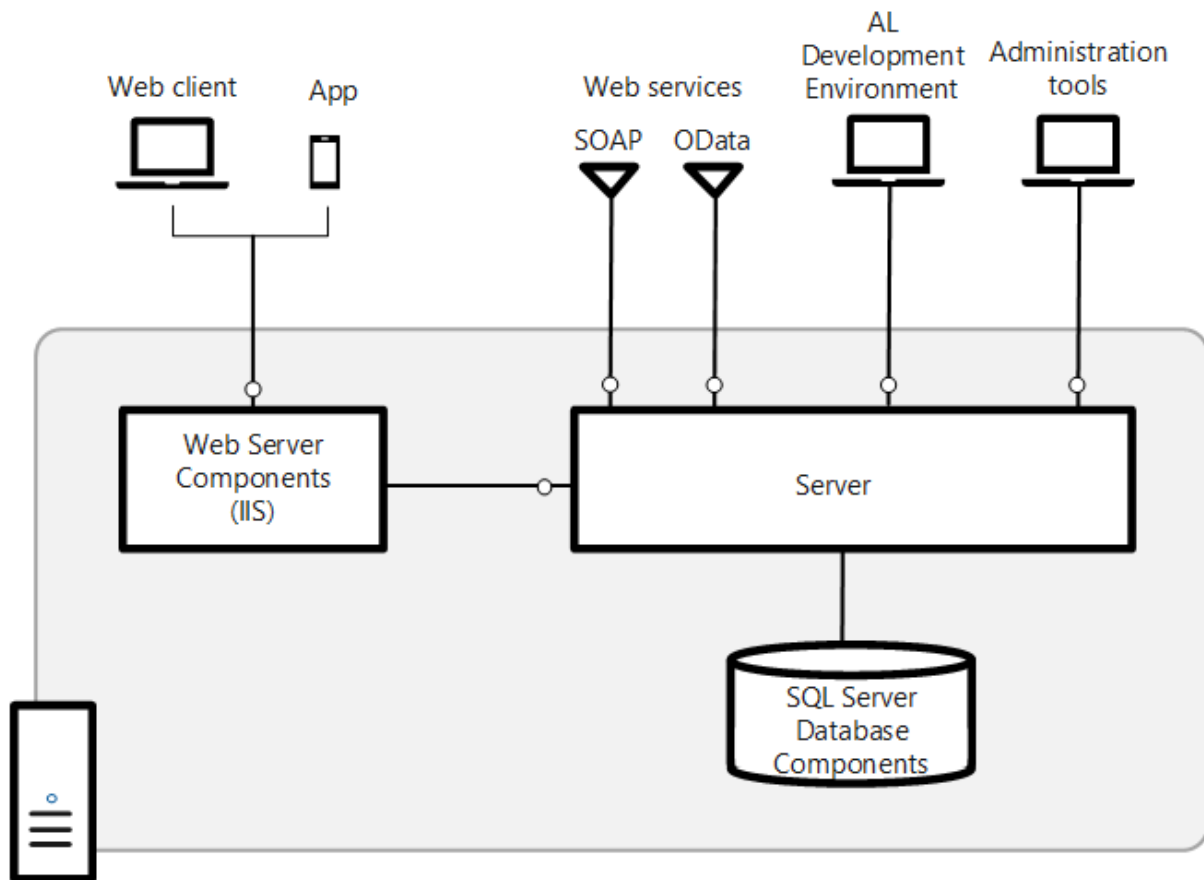 Web client
App
Web services
SOAP
OData
AL
Development
Environment
Administration
tools
Web Server
Components
(IIS)
Server
SQL Server
Database
Components